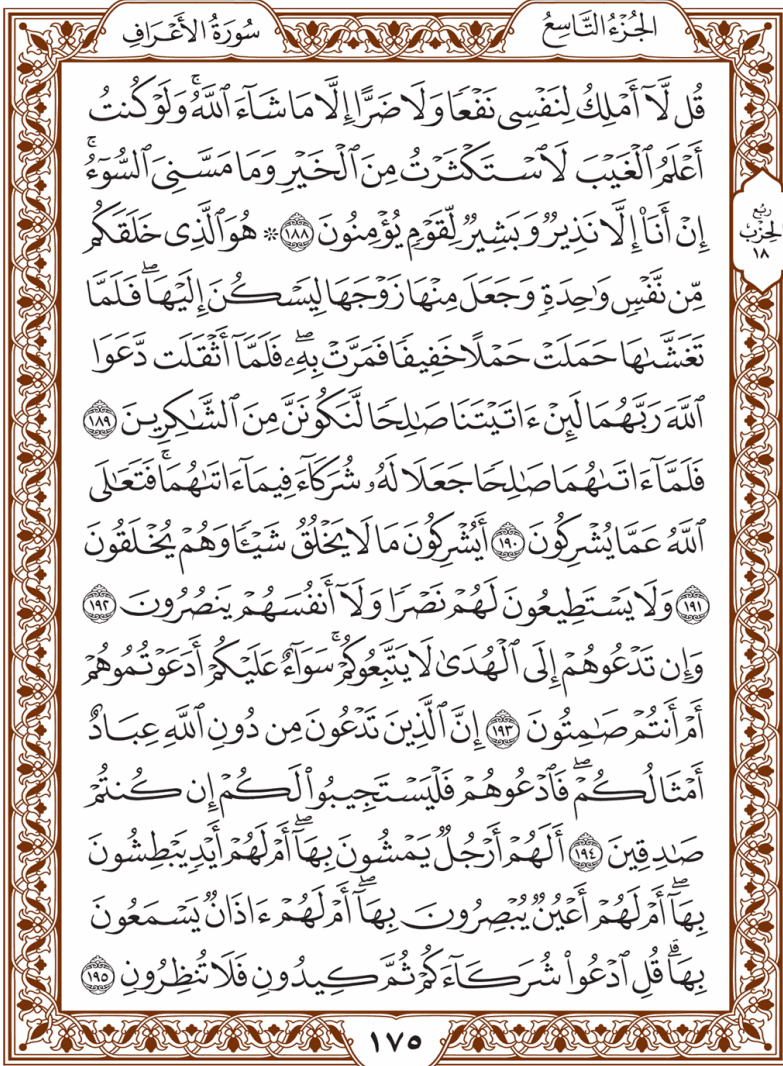 الجُزْءُ التَّاسِعُ
سُورَةُ الأَعْرَافِ
قُل لَّآ أَمْلِكُ لِنَفْسِى نَفْعًا وَلَا ضَرًّا إِلَّا مَا شَآءَ ٱللَّهُۚ وَلَوْ كُنتُ
أَعْلَمُ ٱلْغَيْبَ لَٱسْتَكْثَرْتُ مِنَ ٱلْخَيْرِ وَمَا مَسَّنِىَ ٱلسُّوٓءُۚ
إِنْ أَنَا۠ إِلَّا نَذِيرٌ وَبَشِيرٌ لِّقَوْمٍ يُؤْمِنُونَ ١٨٨ ۞ هُوَ ٱلَّذِى خَلَقَكُم
رُبُع
الحِزْب
١٨
مِّن نَّفْسٍ وَٰحِدَةٍ وَجَعَلَ مِنْهَا زَوْجَهَا لِيَسْكُنَ إِلَيْهَاۖ فَلَمَّا
تَغَشَّىٰهَا حَمَلَتْ حَمْلًا خَفِيفًا فَمَرَّتْ بِهِۦۖ فَلَمَّآ أَثْقَلَت دَّعَوَا
ٱللَّهَ رَبَّهُمَا لَئِنْ ءَاتَيْتَنَا صَٰلِحًا لَّنَكُونَنَّ مِنَ ٱلشَّٰكِرِينَ ١٨٩
فَلَمَّآ ءَاتَىٰهُمَا صَٰلِحًا جَعَلَا لَهُۥ شُرَكَآءَ فِيمَآ ءَاتَىٰهُمَاۚ فَتَعَٰلَى
ٱللَّهُ عَمَّا يُشْرِكُونَ ١٩٠ أَيُشْرِكُونَ مَا لَا يَخْلُقُ شَيْـًٔا وَهُمْ يُخْلَقُونَ
١٩١ وَلَا يَسْتَطِيعُونَ لَهُمْ نَصْرًا وَلَآ أَنفُسَهُمْ يَنصُرُونَ ١٩٢
وَإِن تَدْعُوهُمْ إِلَى ٱلْهُدَىٰ لَا يَتَّبِعُوكُمْۚ سَوَآءٌ عَلَيْكُمْ أَدَعَوْتُمُوهُمْ
أَمْ أَنتُمْ صَٰمِتُونَ ١٩٣ إِنَّ ٱلَّذِينَ تَدْعُونَ مِن دُونِ ٱللَّهِ عِبَادٌ
أَمْثَالُكُمْۖ فَٱدْعُوهُمْ فَلْيَسْتَجِيبُوا۟ لَكُمْ إِن كُنتُمْ
صَٰدِقِينَ ١٩٤ أَلَهُمْ أَرْجُلٌ يَمْشُونَ بِهَآۖ أَمْ لَهُمْ أَيْدٍ يَبْطِشُونَ
بِهَآۖ أَمْ لَهُمْ أَعْيُنٌ يُبْصِرُونَ بِهَآۖ أَمْ لَهُمْ ءَاذَانٌ يَسْمَعُونَ
بِهَاۗ قُلِ ٱدْعُوا۟ شُرَكَآءَكُمْ ثُمَّ كِيدُونِ فَلَا تُنظِرُونِ ١٩٥
١٧٥